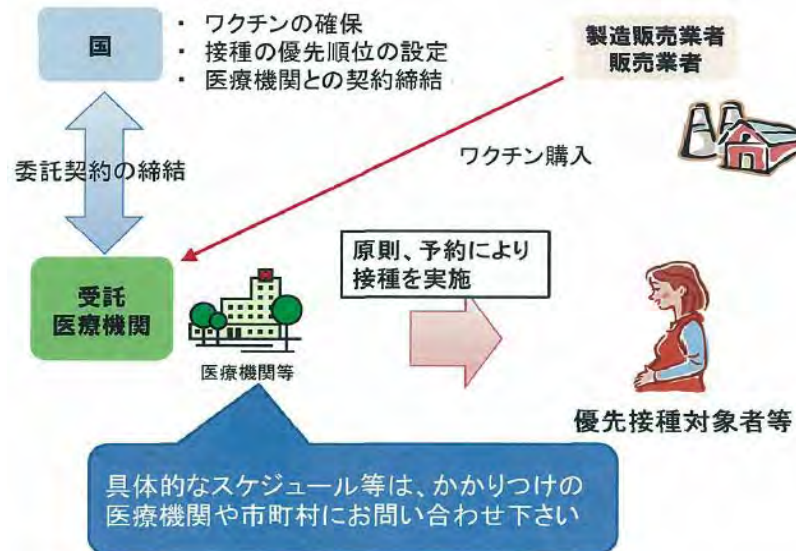 国
・ ワクチンの確保
・ 接種の優先順位の設定
・ 医療機関との契約締結
製造販売業者
販売業者
委託契約の締結
ワクチン購入
受託
医療機関
医療機関等
原則、予約により
接種を実施
優先接種対象者等
具体的なスケジュール等は、かかりつけの
医療機関や市町村にお問い合わせ下さい